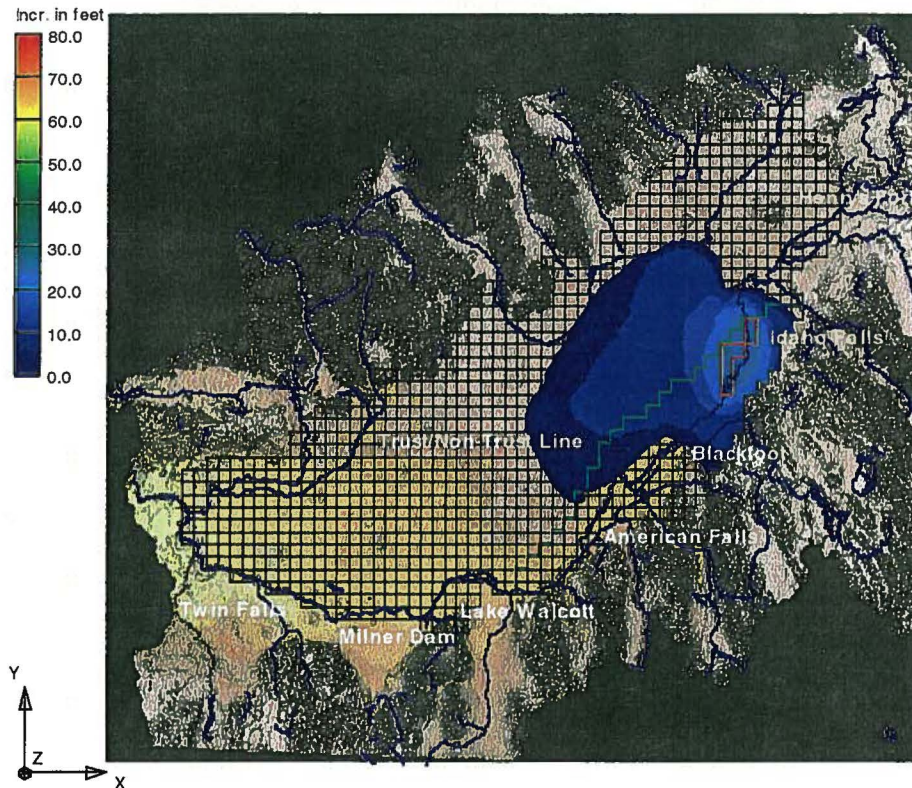 Incr. in feet
80.0
70.0
60.0
50.0
40.0
30.0
20.0
10.0
0.0
Idaho Falls
Trust/Non Trust Line
Blackfoot
American Falls
Twin Falls
Lake Walcott
Milner Dam
Y
Z
X